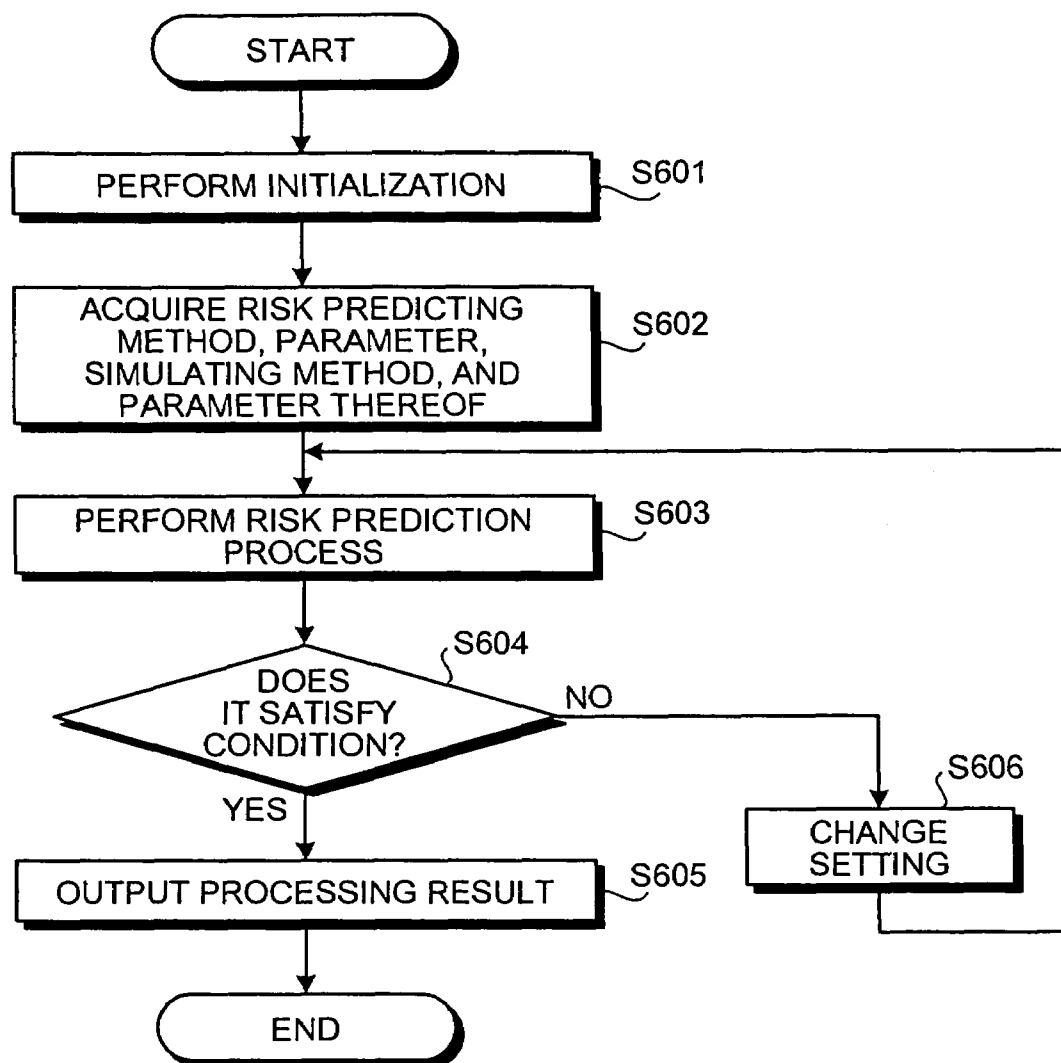 START
PERFORM INITIALIZATION
S601
ACQUIRE RISK PREDICTING
METHOD, PARAMETER,
SIMULATING METHOD, AND
PARAMETER THEREOF
S602
PERFORM RISK PREDICTION
PROCESS
S603
DOES
IT SATISFY
CONDITION?
S604
NO
YES
S606
CHANGE
SETTING
OUTPUT PROCESSING RESULT
S605
END